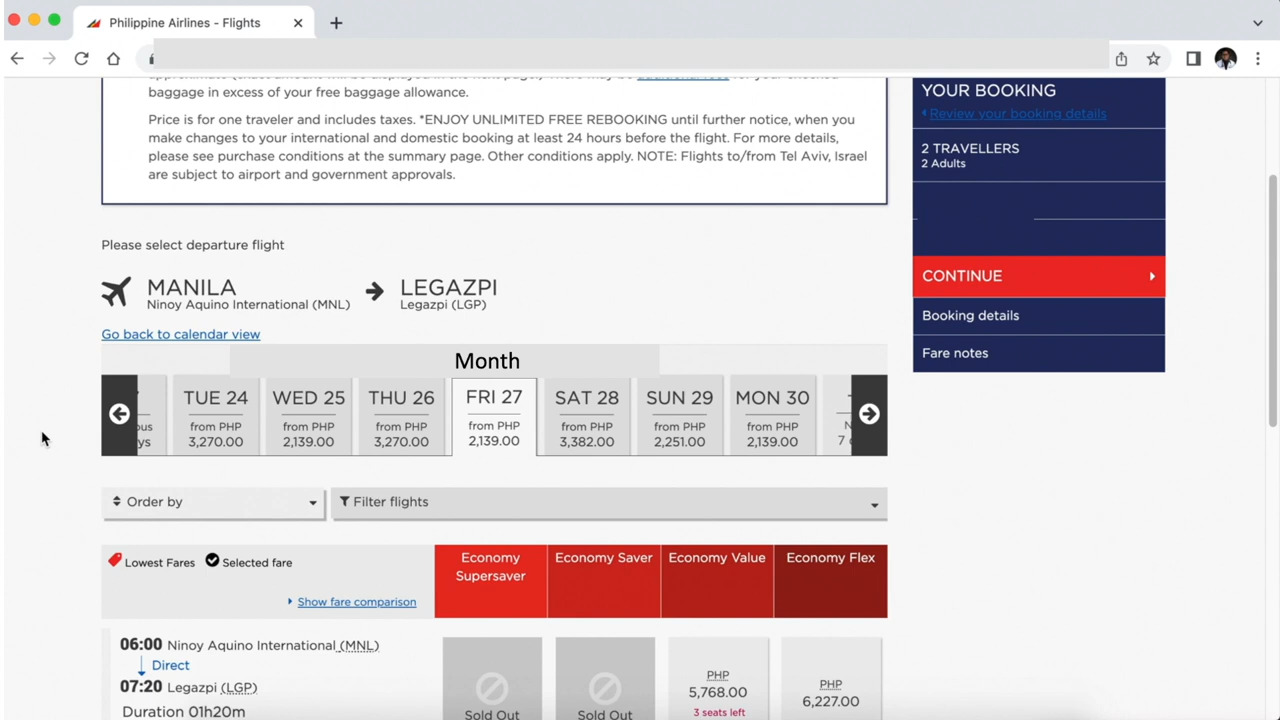 Philippine Airlines - Flights
additional fees for your checked
baggage in excess of your free baggage allowance.
Price is for one traveler and includes taxes. *ENJOY UNLIMITED FREE REBOOKING until further notice, when you
make changes to your international and domestic booking at least 24 hours before the flight. For more details,
please see purchase conditions at the summary page. Other conditions apply. NOTE: Flights to/from Tel Aviv, Israel
are subject to airport and government approvals.
YOUR BOOKING
Review your booking details
2 TRAVELLERS
2 Adults
CONTINUE
Booking details
Fare notes
Please select departure flight
MANILA
Ninoy Aquino International (MNL)
LEGAZPI
Legazpi (LGP)
Go back to calendar view
Month
TUE 24 WED 25 THU 26 FRI 27 SAT 28 SUN 29 MON 30
from PHP from PHP from PHP from PHP from PHP from PHP from PHP
3,270.00 2,139.00 3,270.00 2,139.00 3,382.00 2,251.00 2,139.00
Order by
Filter flights
Lowest Fares Selected fare
Show fare comparison
Economy Supersaver
Economy Saver
Economy Value
Economy Flex
06:00 Ninoy Aquino International (MNL)
Direct
07:20 Legazpi (LGP)
Duration 01h20m
Sold Out
Sold Out
PHP
5,768.00
3 seats left
PHP
6,227.00